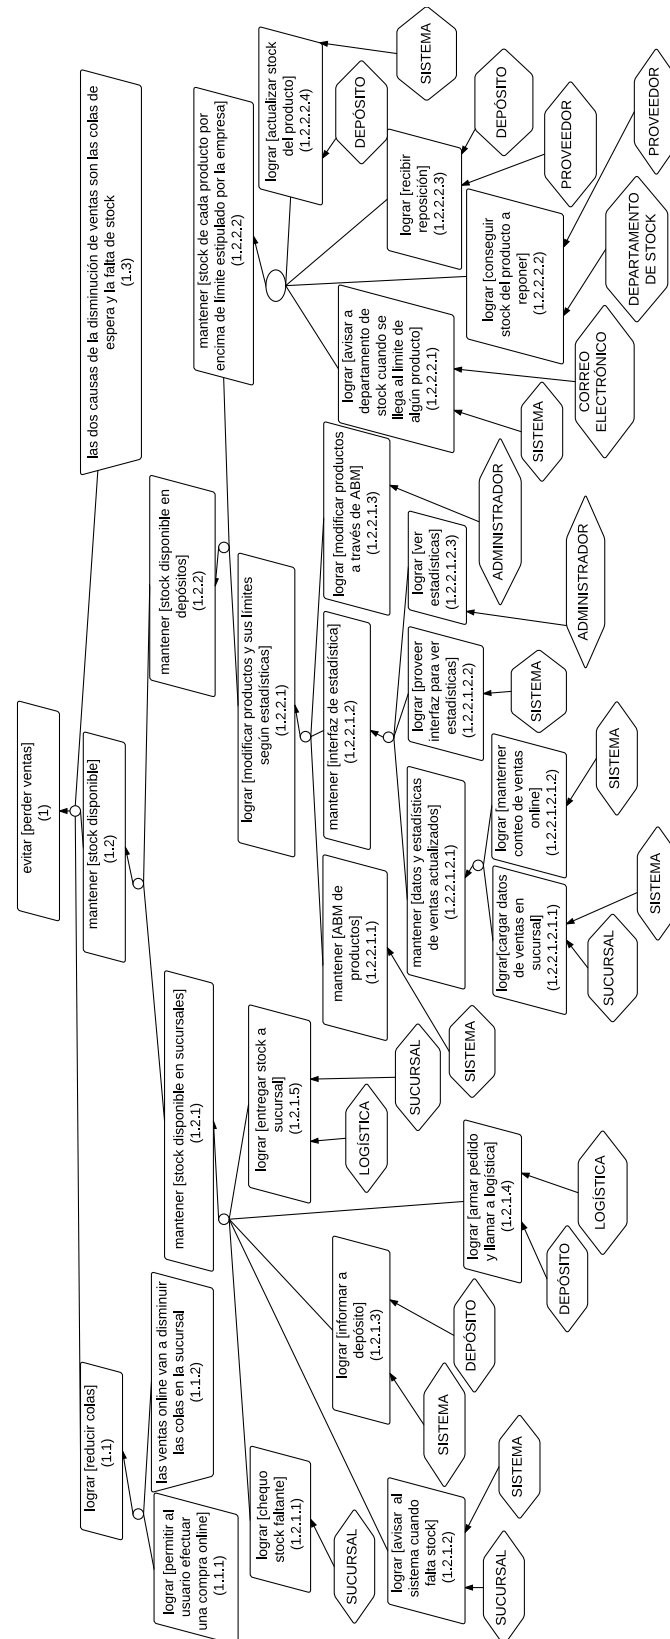 evitar [perder ventas]
(1)
lograr [reducir colas]
(1.1)
mantener [stock disponible]
(1.2)
las dos causas de la disminución de ventas son las colas de
espera y la falta de stock
(1.3)
lograr [permitir al
usuario efectuar
una compra online]
(1.1.1)
las ventas online van a disminuir
las colas en la sucursal
(1.1.2)
mantener [stock disponible en sucursales]
(1.2.1)
mantener [stock disponible en
depósitos]
(1.2.2)
lograr [chequo
stock faltante]
(1.2.1.1)
SUCURSAL
lograr [avisar al
sistema cuando
falta stock]
(1.2.1.2)
SUCURSAL
SISTEMA
lograr [informar a
depósito]
(1.2.1.3)
SISTEMA
DEPÓSITO
lograr [armar pedido
y llamar a logística]
(1.2.1.4)
DEPÓSITO
LOGÍSTICA
lograr [entregar stock a
sucursal]
(1.2.1.5)
LOGÍSTICA
SUCURSAL
lograr [modificar productos y sus límites
según estadísticas]
(1.2.2.1)
mantener [stock de cada producto por
encima de límite estipulado por la empresa]
(1.2.2.2)
mantener [ABM de
productos]
(1.2.2.1.1)
SISTEMA
mantener [interfaz de estadística]
(1.2.2.1.2)
lograr [modificar productos
a través de ABM]
(1.2.2.1.3)
ADMINISTRADOR
mantener [datos y estadísticas
de ventas actualizados]
(1.2.2.1.2.1)
lograr [proveer
interfaz para ver
estadísticas]
(1.2.2.1.2.2)
SISTEMA
lograr [ver
estadísticas]
(1.2.2.1.2.3)
ADMINISTRADOR
lograr[cargar datos
de ventas en
sucursal]
(1.2.2.1.2.1.1)
SUCURSAL
SISTEMA
lograr [mantener
conteo de ventas
online]
(1.2.2.1.2.1.2)
SISTEMA
lograr [avisar a
departamento de
stock cuando se
llega al limite de
algún producto]
(1.2.2.2.1)
SISTEMA
CORREO
ELECTRÓNICO
lograr [conseguir
stock del producto a
reponer]
(1.2.2.2.2)
DEPARTAMENTO
DE STOCK
PROVEEDOR
lograr [recibir
reposición]
(1.2.2.2.3)
PROVEEDOR
DEPÓSITO
lograr [actualizar stock
del producto]
(1.2.2.2.4)
DEPÓSITO
SISTEMA